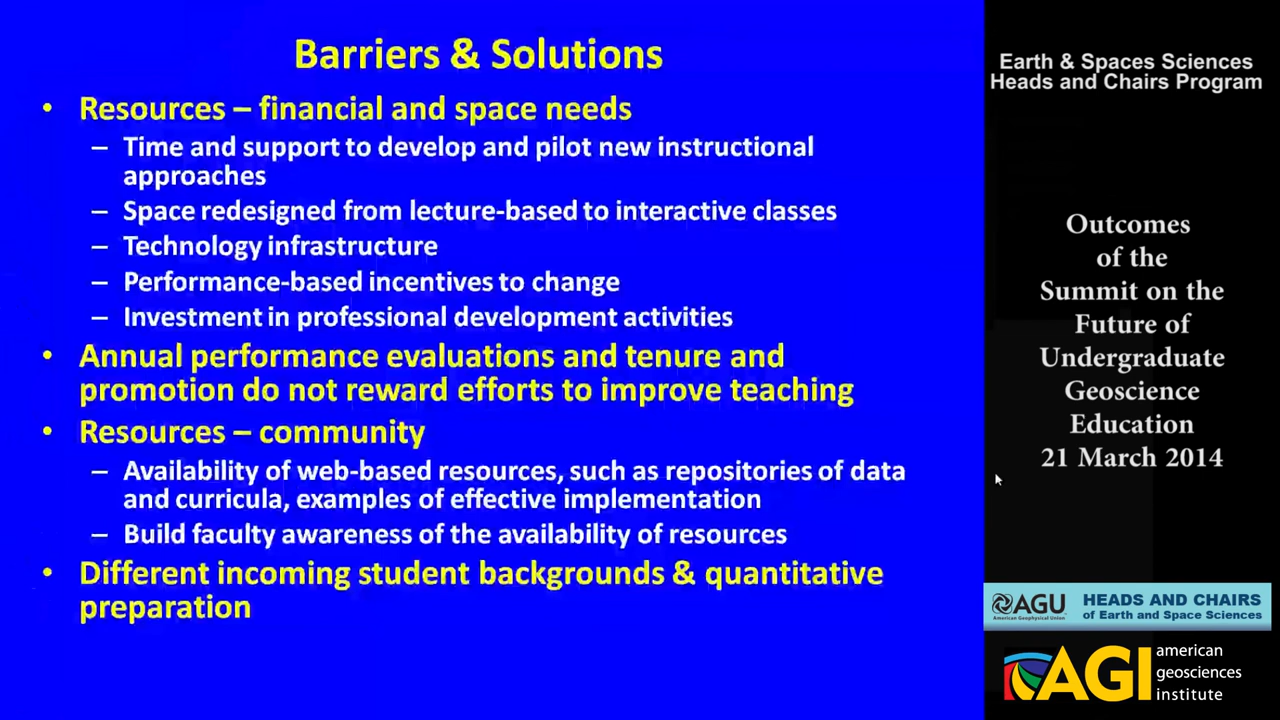 Barriers & Solutions
• Resources – financial and space needs
– Time and support to develop and pilot new instructional
approaches
– Space redesigned from lecture-based to interactive classes
– Technology infrastructure
– Performance-based incentives to change
– Investment in professional development activities
• Annual performance evaluations and tenure and
promotion do not reward efforts to improve teaching
• Resources – community
– Availability of web-based resources, such as repositories of data
and curricula, examples of effective implementation
– Build faculty awareness of the availability of resources
• Different incoming student backgrounds & quantitative
preparation
Earth & Spaces Sciences
Heads and Chairs Program
Outcomes
of the
Summit on the
Future of
Undergraduate
Geoscience
Education
21 March 2014
AGU
American Geophysical Union
HEADS AND CHAIRS
of Earth and Space Sciences
AGI
american
geosciences
institute